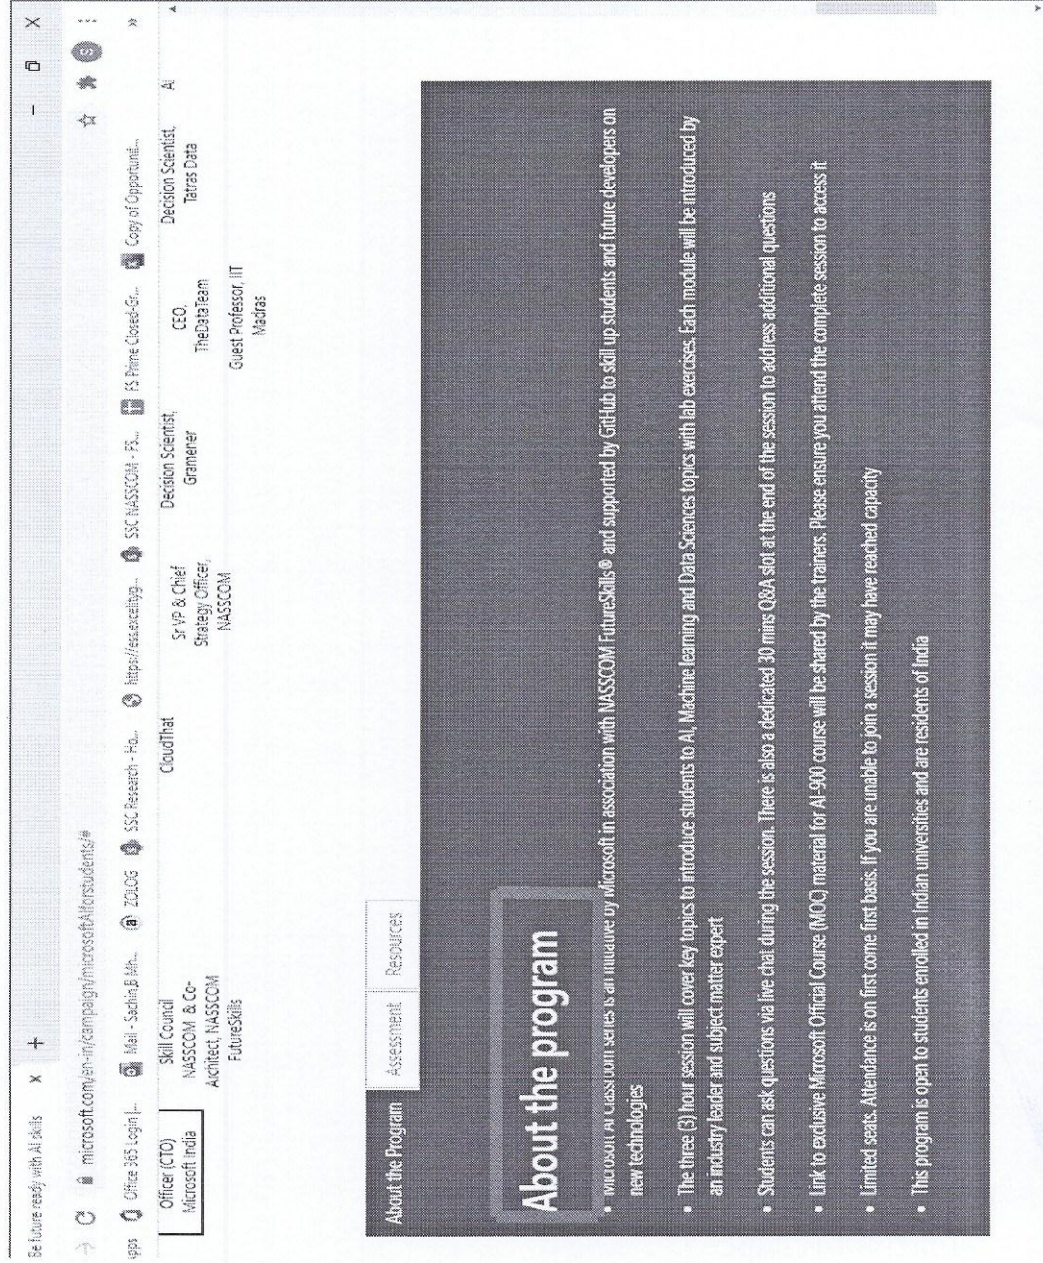 Be future ready with AI skills
microsoft.com/en-in/campaign/microsoftAIforstudents/#
S
Apps Office 365 Login |... Mail - Sachin,B Mh... ZOLOG SSC Research - Ho... https://ess.excelityg... SSC NASSCOM - FS... FS Prime Closed-Gr... Copy of Opportunit...
Officer (CTO)
Microsoft India
Skill Council
NASSCOM & Co-
Architect, NASSCOM
FutureSkills
CloudThat
Sr VP & Chief
Strategy Officer,
NASSCOM
Decision Scientist,
Gramener
CEO,
TheDataTeam
Guest Professor, IIT
Madras
Decision Scientist,
Tatras Data
AI
About the Program
Assessment
Resources
About the program
• Microsoft AI Classroom series is an initiative by Microsoft in association with NASSCOM FutureSkills® and supported by GitHub to skill up students and future developers on
new technologies
• The three (3) hour session will cover key topics to introduce students to AI, Machine learning and Data Sciences topics with lab exercises. Each module will be introduced by
an industry leader and subject matter expert
• Students can ask questions via live chat during the session. There is also a dedicated 30 mins Q&A slot at the end of the session to address additional questions
• Link to exclusive Microsoft Official Course (MOC) material for AI-900 course will be shared by the trainers. Please ensure you attend the complete session to access it
• Limited seats. Attendance is on first come first basis. If you are unable to join a session it may have reached capacity
• This program is open to students enrolled in Indian universities and are residents of India